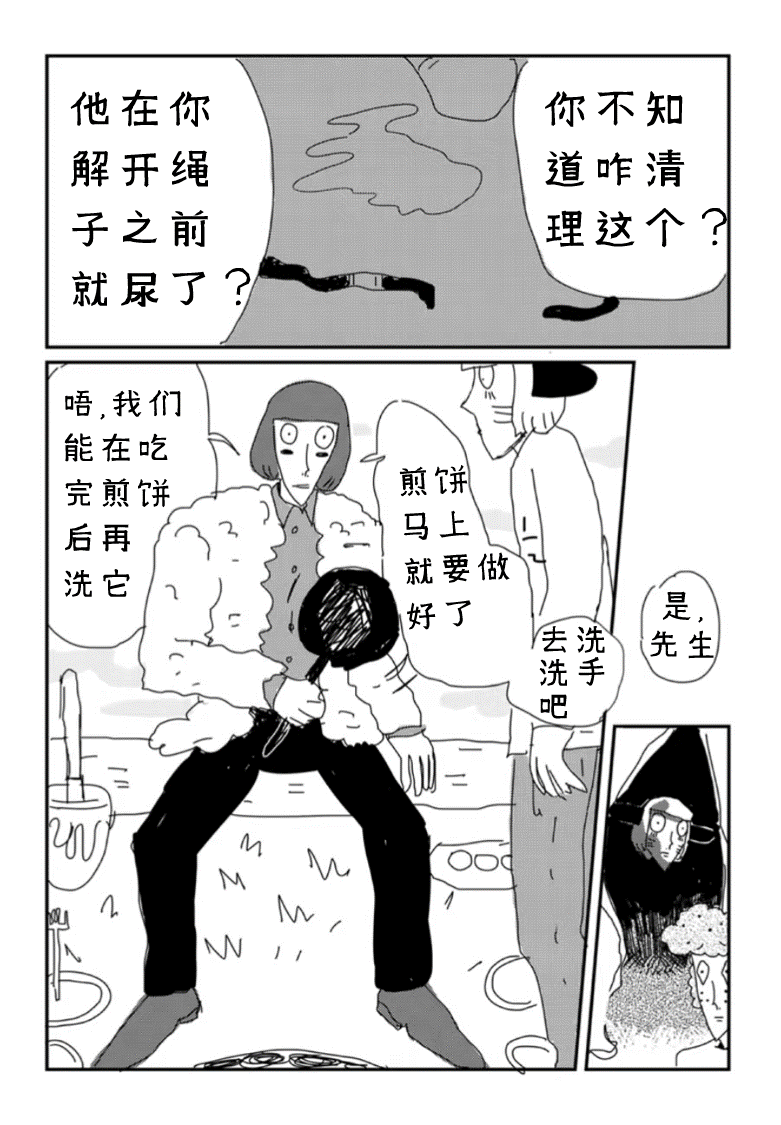 他在你
解开绳
子之前
就尿了？
你不知
道咋清
理这个？
唔,我们
能在吃
完煎饼
后再
洗它
煎饼
马上
就要做
好了
去洗
洗手
吧
是,
先生